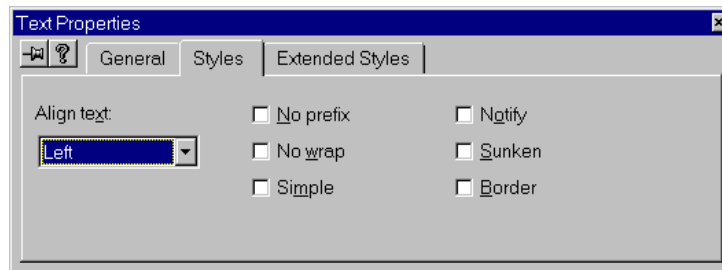 Text Properties
? General Styles Extended Styles
Align text: No prefix Notify
Left No wrap Sunken
Simple Border